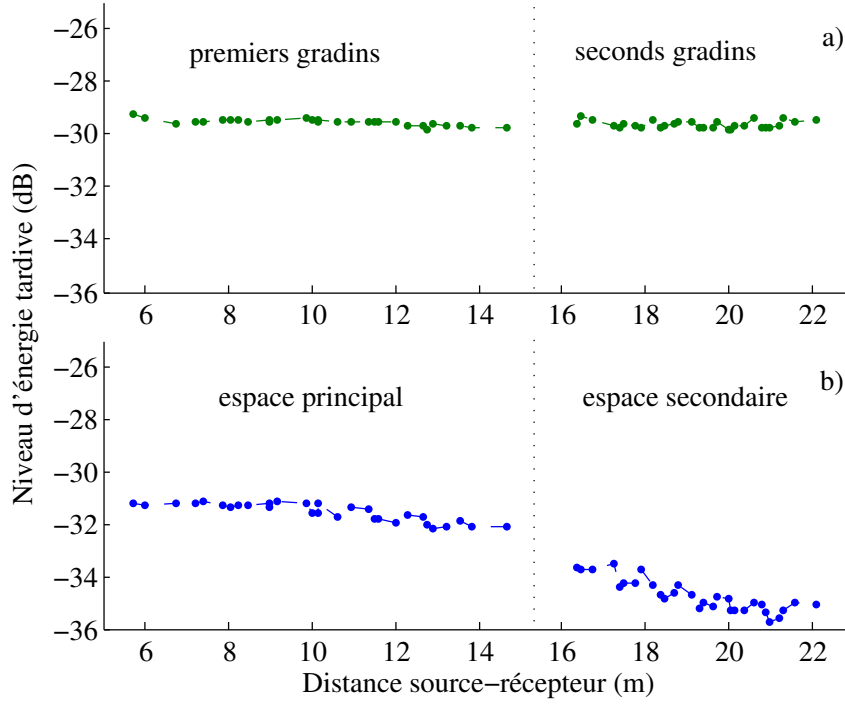 −26
−28
−30
−32
−34
−36
premiers gradins
seconds gradins
a)
6 8 10 12 14 16 18 20 22
Niveau d’énergie tardive (dB)
−26
−28
−30
−32
−34
−36
espace principal
espace secondaire
b)
6 8 10 12 14 16 18 20 22
Distance source−récepteur (m)